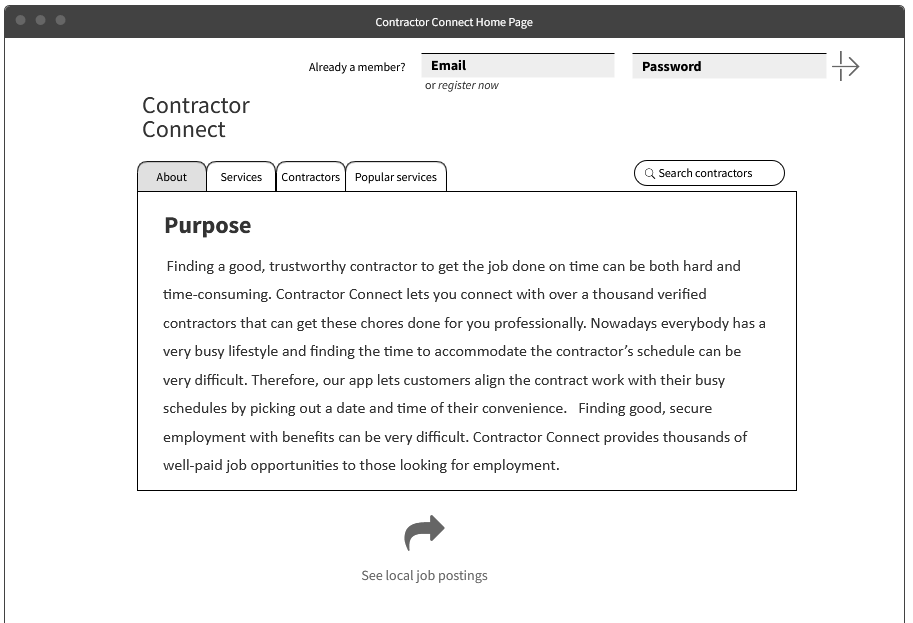 Contractor Connect Home Page
Already a member?
Email
Password
or register now
Contractor
Connect
About
Services
Contractors
Popular services
Search contractors
Purpose
Finding a good, trustworthy contractor to get the job done on time can be both hard and
time-consuming. Contractor Connect lets you connect with over a thousand verified
contractors that can get these chores done for you professionally. Nowadays everybody has a
very busy lifestyle and finding the time to accommodate the contractor’s schedule can be
very difficult. Therefore, our app lets customers align the contract work with their busy
schedules by picking out a date and time of their convenience.   Finding good, secure
employment with benefits can be very difficult. Contractor Connect provides thousands of
well-paid job opportunities to those looking for employment.
See local job postings